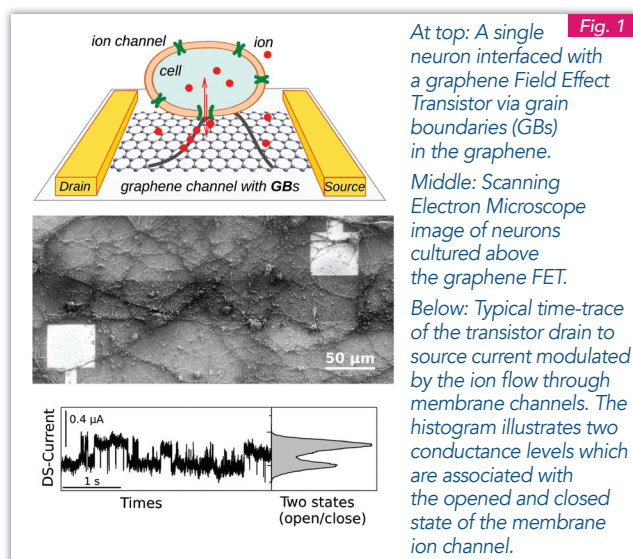 Fig. 1
ion channel
ion
cell
Drain
graphene channel with GBs
Source
50 µm
DS-Current
0.4 µA
1 s
Times
Two states
(open/close)
At top: A single
neuron interfaced with
a graphene Field Effect
Transistor via grain
boundaries (GBs)
in the graphene.
Middle: Scanning
Electron Microscope
image of neurons
cultured above
the graphene FET.
Below: Typical time-trace
of the transistor drain to
source current modulated
by the ion flow through
membrane channels. The
histogram illustrates two
conductance levels which
are associated with
the opened and closed
state of the membrane
ion channel.